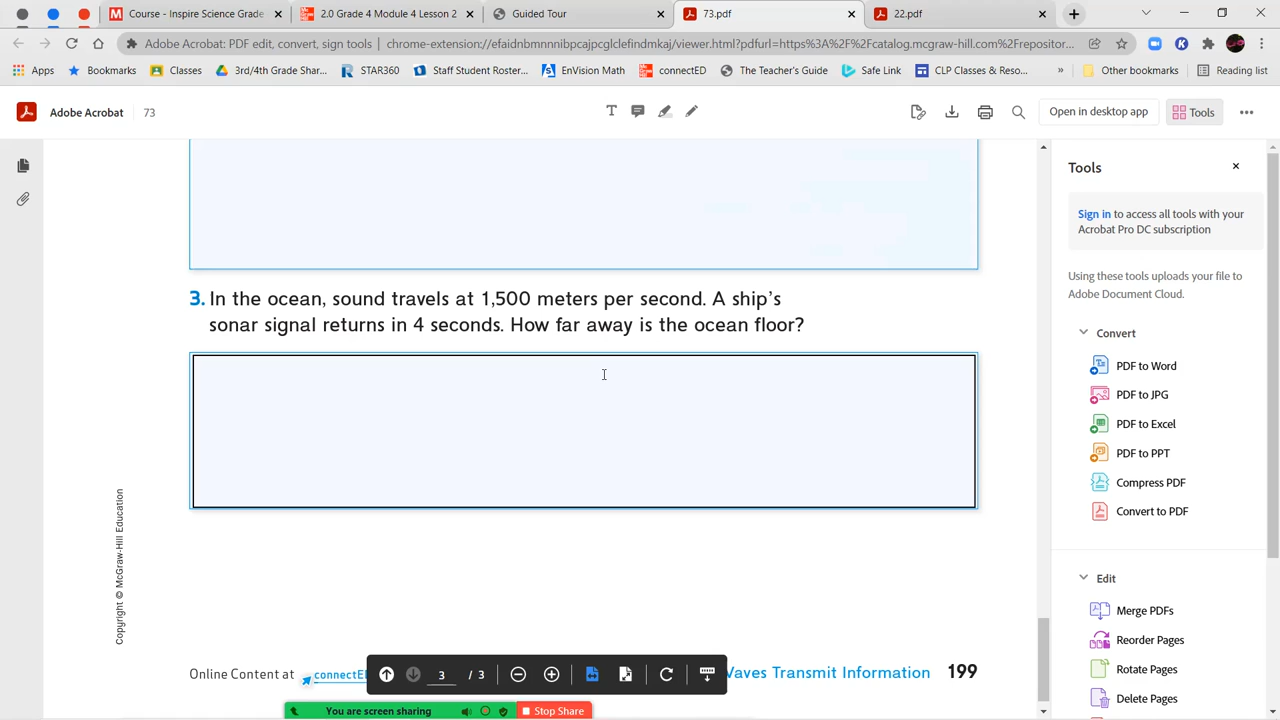 Course - Inspire Science Grade
2.0 Grade 4 Module 4 Lesson 2
Guided Tour
73.pdf
22.pdf
Adobe Acrobat: PDF edit, convert, sign tools | chrome-extension://efaidnbmnnnibpcajpcglclefindmkaj/viewer.html?pdfurl=https%3A%2F%2Fcatalog.mcgraw-hill.com%2Frepositor...
Apps
Bookmarks
Classes
3rd/4th Grade Shar...
STAR360
Staff Student Roster...
EnVision Math
connectED
The Teacher's Guide
Safe Link
CLP Classes & Reso...
»
Other bookmarks
Reading list
Adobe Acrobat
73
Open in desktop app
Tools
3. In the ocean, sound travels at 1,500 meters per second. A ship's
sonar signal returns in 4 seconds. How far away is the ocean floor?
Copyright © McGraw-Hill Education
Online Content at connectE
Waves Transmit Information 199
3 / 3
You are screen sharing
Stop Share
Tools
Sign in to access all tools with your
Acrobat Pro DC subscription
Using these tools uploads your file to
Adobe Document Cloud.
Convert
PDF to Word
PDF to JPG
PDF to Excel
PDF to PPT
Compress PDF
Convert to PDF
Edit
Merge PDFs
Reorder Pages
Rotate Pages
Delete Pages